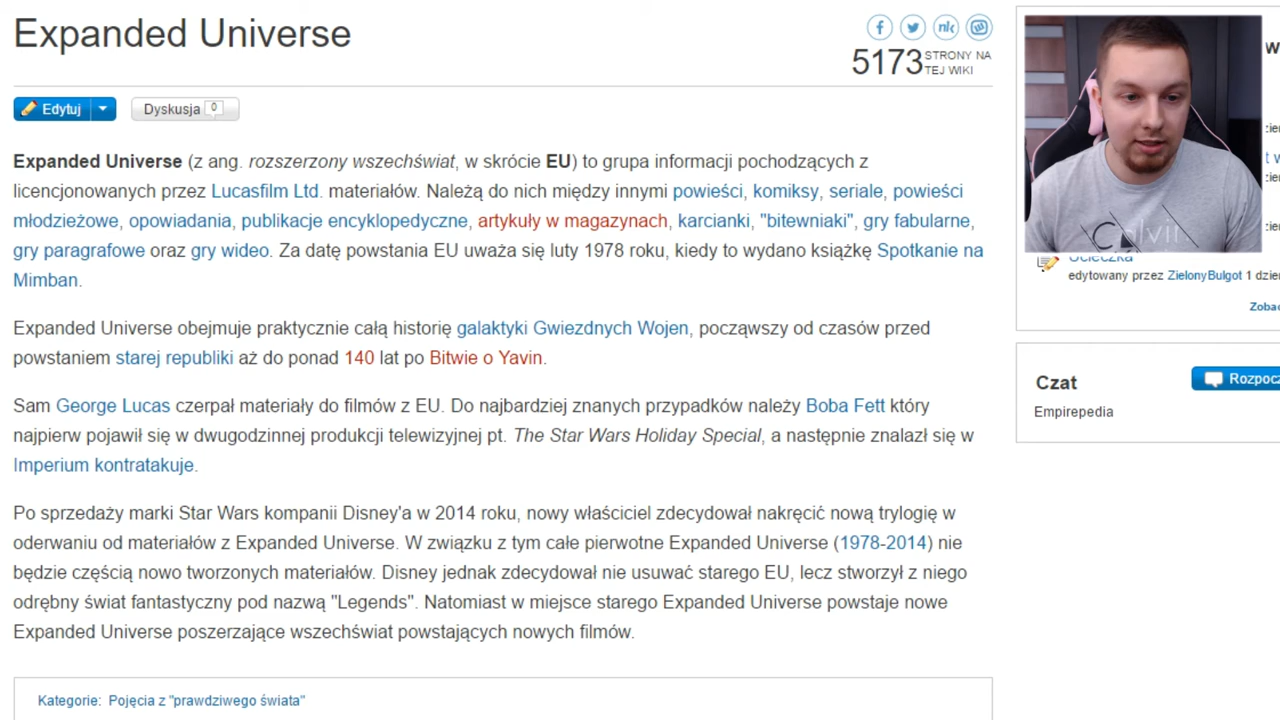 Expanded Universe
5173 STRONY NA
TEJ WIKI
Edytuj
Dyskusja 0
Expanded Universe (z ang. rozszerzony wszechświat, w skrócie EU) to grupa informacji pochodzących z
licencjonowanych przez Lucasfilm Ltd. materiałów. Należą do nich między innymi powieści, komiksy, seriale, powieści
młodzieżowe, opowiadania, publikacje encyklopedyczne, artykuły w magazynach, karcianki, "bitewniaki", gry fabularne,
gry paragrafowe oraz gry wideo. Za datę powstania EU uważa się luty 1978 roku, kiedy to wydano książkę Spotkanie na
Mimban.
Expanded Universe obejmuje praktycznie całą historię galaktyki Gwiezdnych Wojen, począwszy od czasów przed
powstaniem starej republiki aż do ponad 140 lat po Bitwie o Yavin.
Sam George Lucas czerpał materiały do filmów z EU. Do najbardziej znanych przypadków należy Boba Fett który
najpierw pojawił się w dwugodzinnej produkcji telewizyjnej pt. The Star Wars Holiday Special, a następnie znalazł się w
Imperium kontratakuje.
Po sprzedaży marki Star Wars kompanii Disney'a w 2014 roku, nowy właściciel zdecydował nakręcić nową trylogię w
oderwaniu od materiałów z Expanded Universe. W związku z tym całe pierwotne Expanded Universe (1978-2014) nie
będzie częścią nowo tworzonych materiałów. Disney jednak zdecydował nie usuwać starego EU, lecz stworzył z niego
odrębny świat fantastyczny pod nazwą "Legends". Natomiast w miejsce starego Expanded Universe powstaje nowe
Expanded Universe poszerzające wszechświat powstających nowych filmów.
Kategorie: Pojęcia z "prawdziwego świata"
Ucieczka
edytowany przez ZielonyBulgot 1 dzie
Zobac
Czat
Rozpocz
Empirepedia